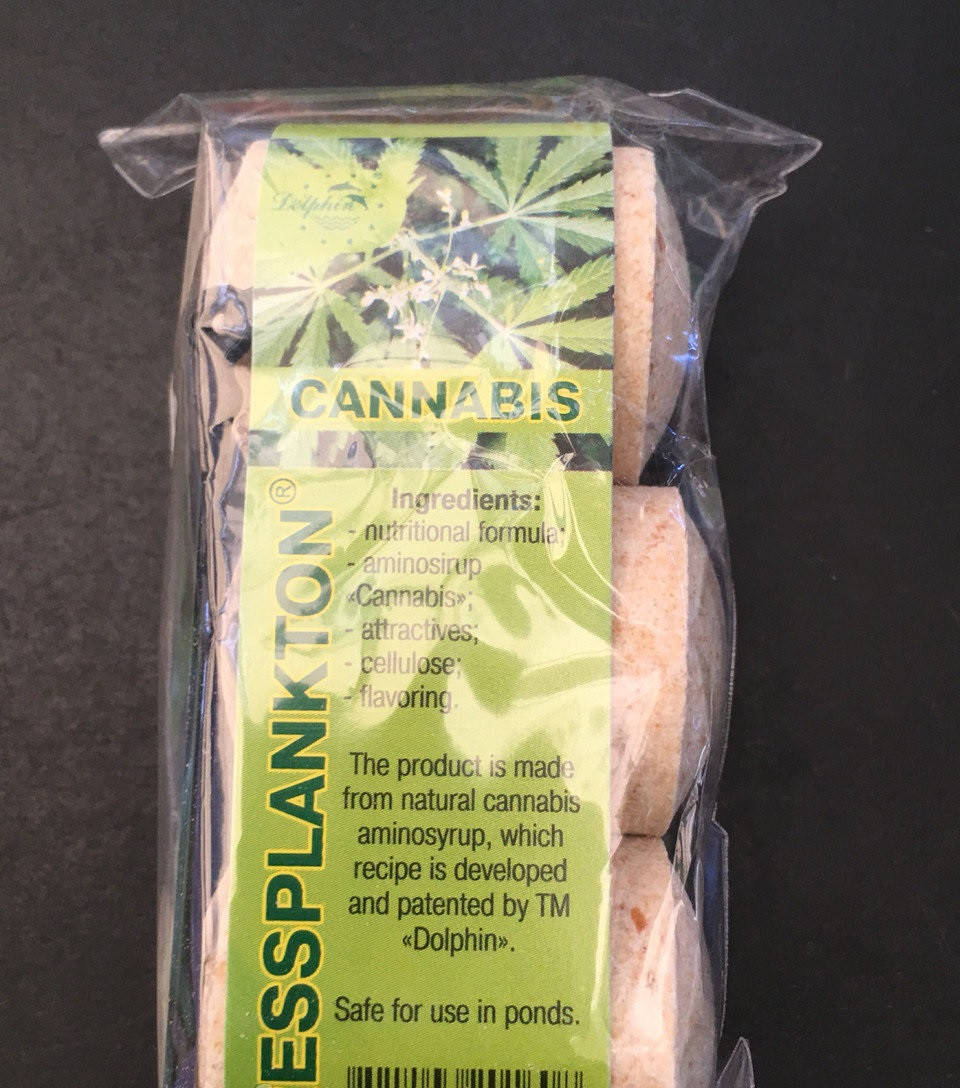 Dolphin
CANNABIS
ESSPLANKTON®
Ingredients:
- nutritional formula;
- aminosirup
«Cannabis»;
- attractives;
- cellulose;
- flavoring.
The product is made
from natural cannabis
aminosyrup, which
recipe is developed
and patented by TM
«Dolphin».
Safe for use in ponds.